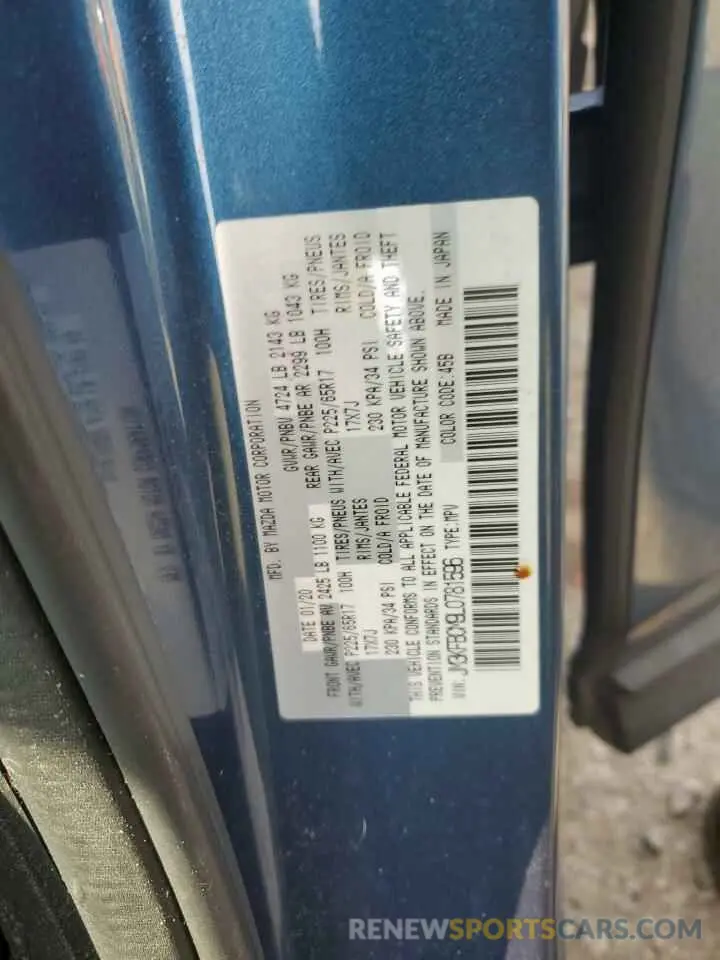 MFD. BY MAZDA MOTOR CORPORATION
DATE 01/20 GVWR/PNBV 4724 LB 2143 KG
FRONT GAWR/PNBE AV 2425 LB 1100 KG REAR GAWR/PNBE AR 2299 LB 1043 KG
WITH/AVEC P225/65R17 100H TIRES/PNEUS WITH/AVEC P225/65R17 100H TIRES/PNEUS
17X7J RIMS/JANTES 17X7J RIMS/JANTES
230 KPA/34 PSI COLD/A FROID 230 KPA/34 PSI COLD/A FROID
THIS VEHICLE CONFORMS TO ALL APPLICABLE FEDERAL MOTOR VEHICLE SAFETY AND THEFT
PREVENTION STANDARDS IN EFFECT ON THE DATE OF MANUFACTURE SHOWN ABOVE.
VIN: JM3KFBCM9L0781596 TYPE:MPV COLOR CODE:45B MADE IN JAPAN
RENEWSPORTSCARS.COM